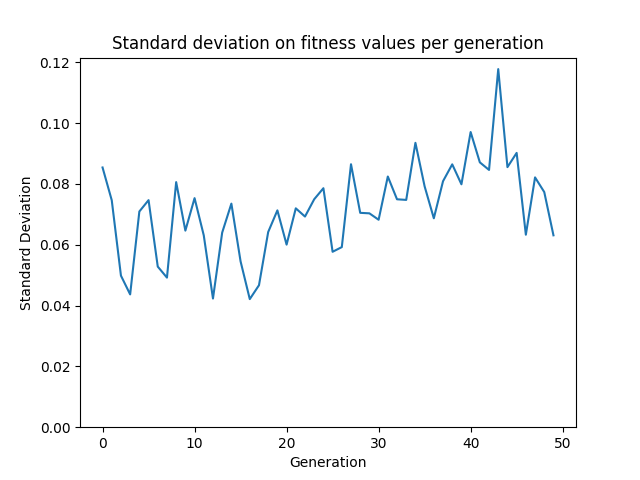 Standard deviation on fitness values per generation
0.12
0.10
0.08
0.06
0.04
0.02
0.00
Standard Deviation
0 10 20 30 40 50
Generation